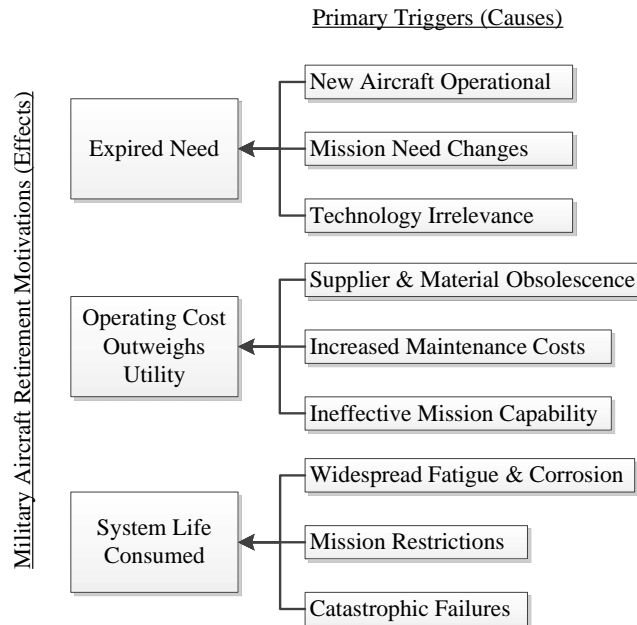 Primary Triggers (Causes)
Military Aircraft Retirement Motivations (Effects)
Expired Need
New Aircraft Operational
Mission Need Changes
Technology Irrelevance
Operating Cost
Outweighs
Utility
Supplier & Material Obsolescence
Increased Maintenance Costs
Ineffective Mission Capability
System Life
Consumed
Widespread Fatigue & Corrosion
Mission Restrictions
Catastrophic Failures